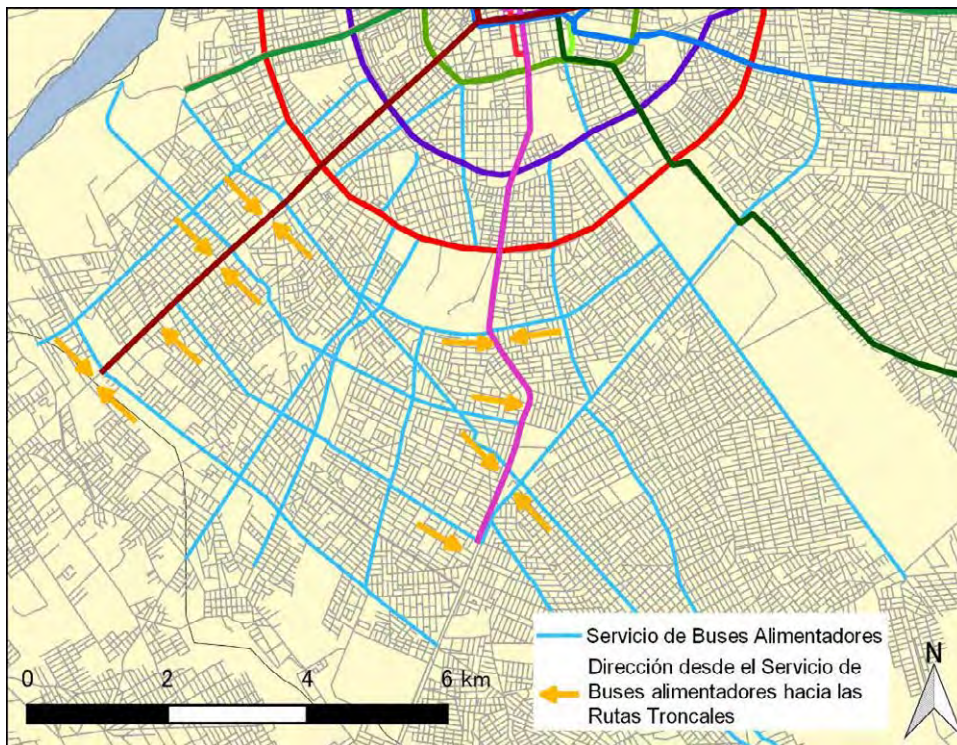 Servicio de Buses Alimentadores
Dirección desde el Servicio de
Buses alimentadores hacia las
Rutas Troncales
N
0 2 4 6 km